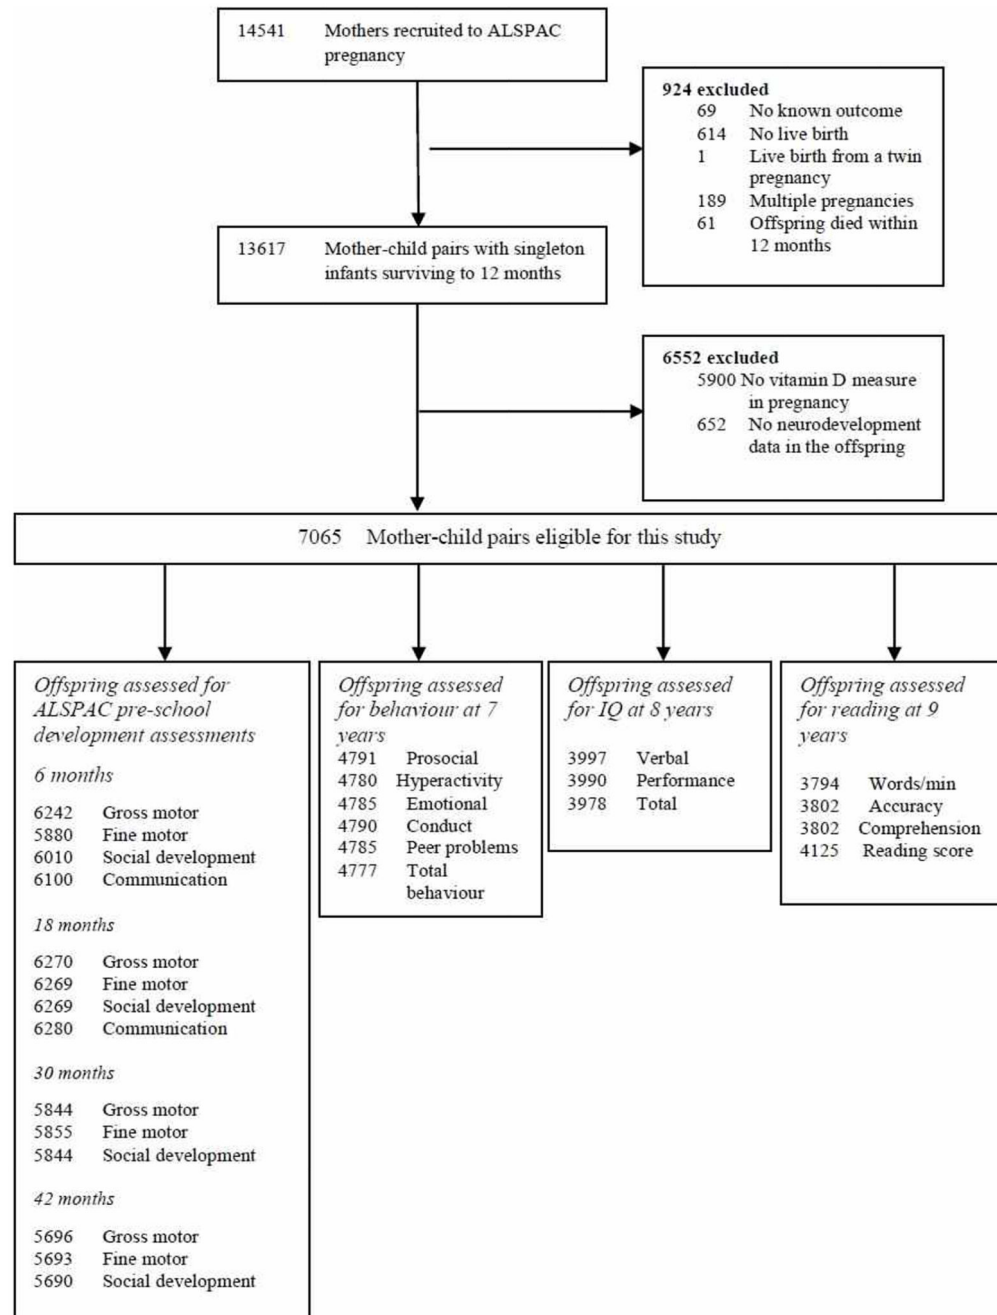 14541 Mothers recruited to ALSPAC
pregnancy
924 excluded
69 No known outcome
614 No live birth
1 Live birth from a twin
pregnancy
189 Multiple pregnancies
61 Offspring died within
12 months
13617 Mother-child pairs with singleton
infants surviving to 12 months
6552 excluded
5900 No vitamin D measure
in pregnancy
652 No neurodevelopment
data in the offspring
7065 Mother-child pairs eligible for this study
Offspring assessed for
ALSPAC pre-school
development assessments
6 months
6242 Gross motor
5880 Fine motor
6010 Social development
6100 Communication
18 months
6270 Gross motor
6269 Fine motor
6269 Social development
6280 Communication
30 months
5844 Gross motor
5855 Fine motor
5844 Social development
42 months
5696 Gross motor
5693 Fine motor
5690 Social development
Offspring assessed
for behaviour at 7
years
4791 Prosocial
4780 Hyperactivity
4785 Emotional
4790 Conduct
4785 Peer problems
4777 Total
behaviour
Offspring assessed
for IQ at 8 years
3997 Verbal
3990 Performance
3978 Total
Offspring assessed
for reading at 9
years
3794 Words/min
3802 Accuracy
3802 Comprehension
4125 Reading score